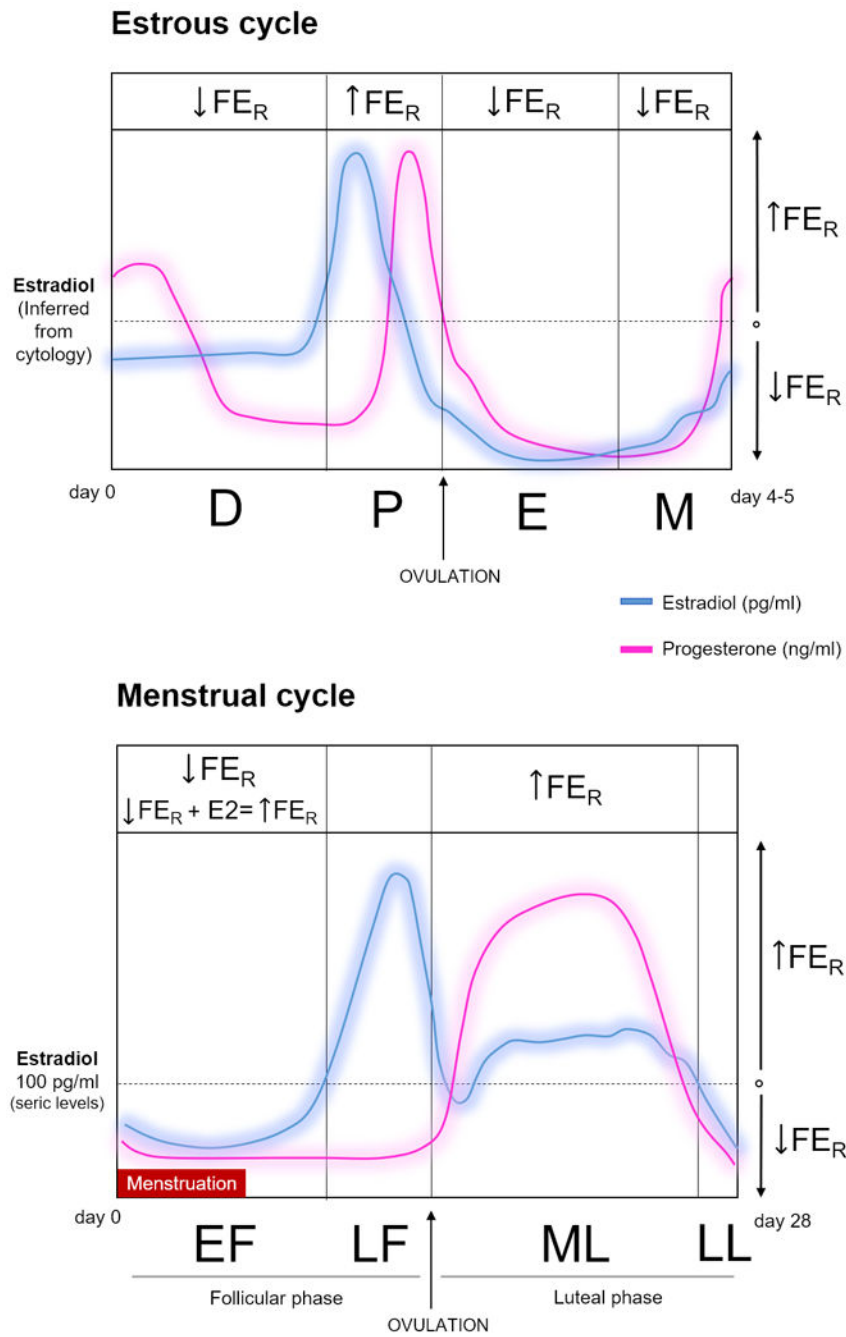 Estrous cycle
↓FER ↑FER ↓FER ↓FER
↑FER
Estradiol
(Inferred
from
cytology)
↓FER
day 0 D P E M day 4-5
OVULATION
Estradiol (pg/ml)
Progesterone (ng/ml)
Menstrual cycle
↓FER
↓FER + E2= ↑FER
↑FER
↑FER
Estradiol
100 pg/ml
(seric levels)
↓FER
Menstruation
day 0 EF LF ML LL day 28
Follicular phase Luteal phase
OVULATION